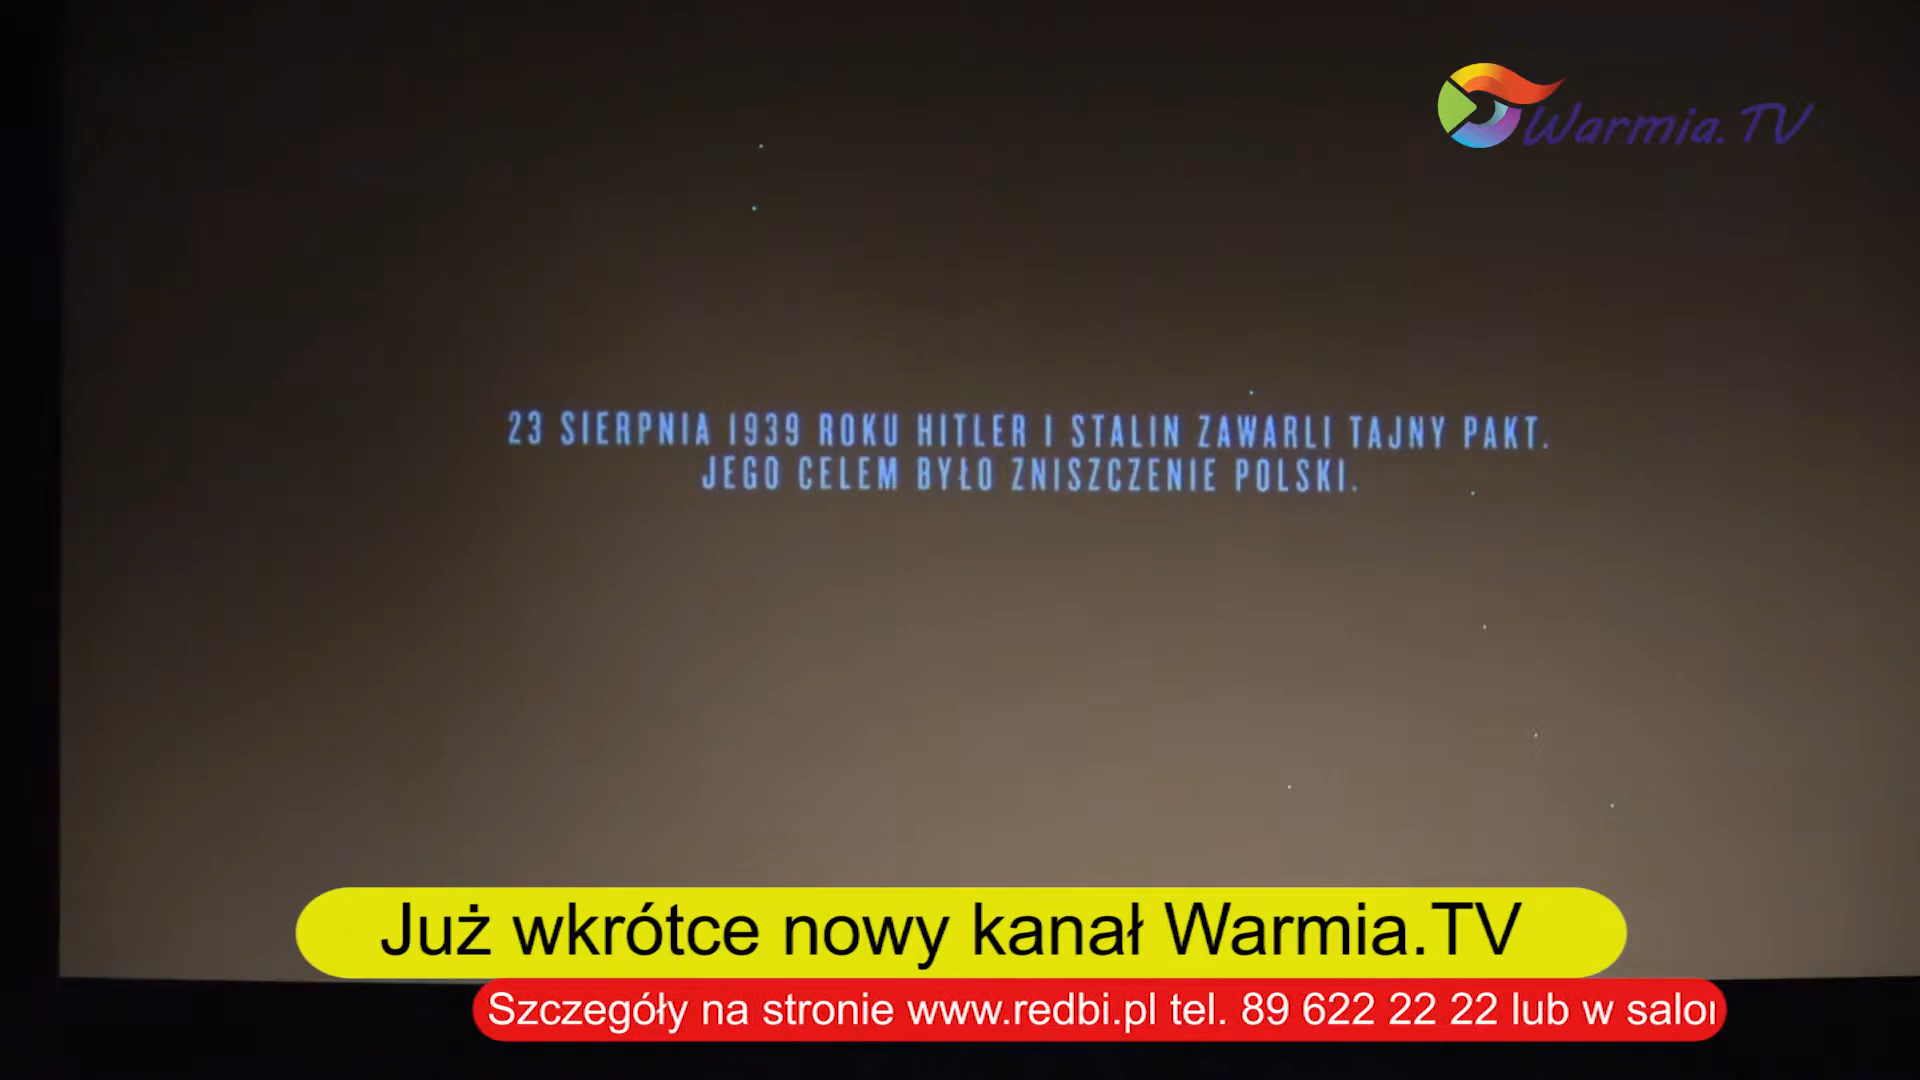 Warmia.TV
23 SIERPNIA 1939 ROKU HITLER I STALIN ZAWARLI TAJNY PAKT.
JEGO CELEM BYŁO ZNISZCZENIE POLSKI.
Już wkrótce nowy kanał Warmia.TV
Szczegóły na stronie www.redbi.pl tel. 89 622 22 22 lub w